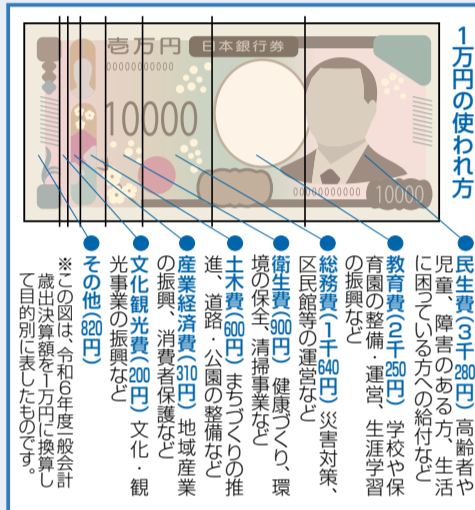 1万円の使われ方
壱万円
日本銀行券
00000000000
10000
00000000000
10000
民生費(3千280円) 高齢者や
児童、障害のある方、生活
に困っている方への給付など
教育費(2千250円) 学校や保
育園の整備・運営、生涯学習
の振興など
総務費(1千640円) 災害対策、
区民館等の運営など
衛生費(900円) 健康づくり、環
境の保全、清掃事業など
土木費(600円) まちづくりの推
進、道路・公園の整備など
産業経済費(310円) 地域産業
の振興、消費者保護など
文化観光費(200円) 文化・観
光事業の振興など
その他(820円)
※この図は、令和6年度一般会計
歳出決算額を1万円に換算し
て目的別に表したものです。